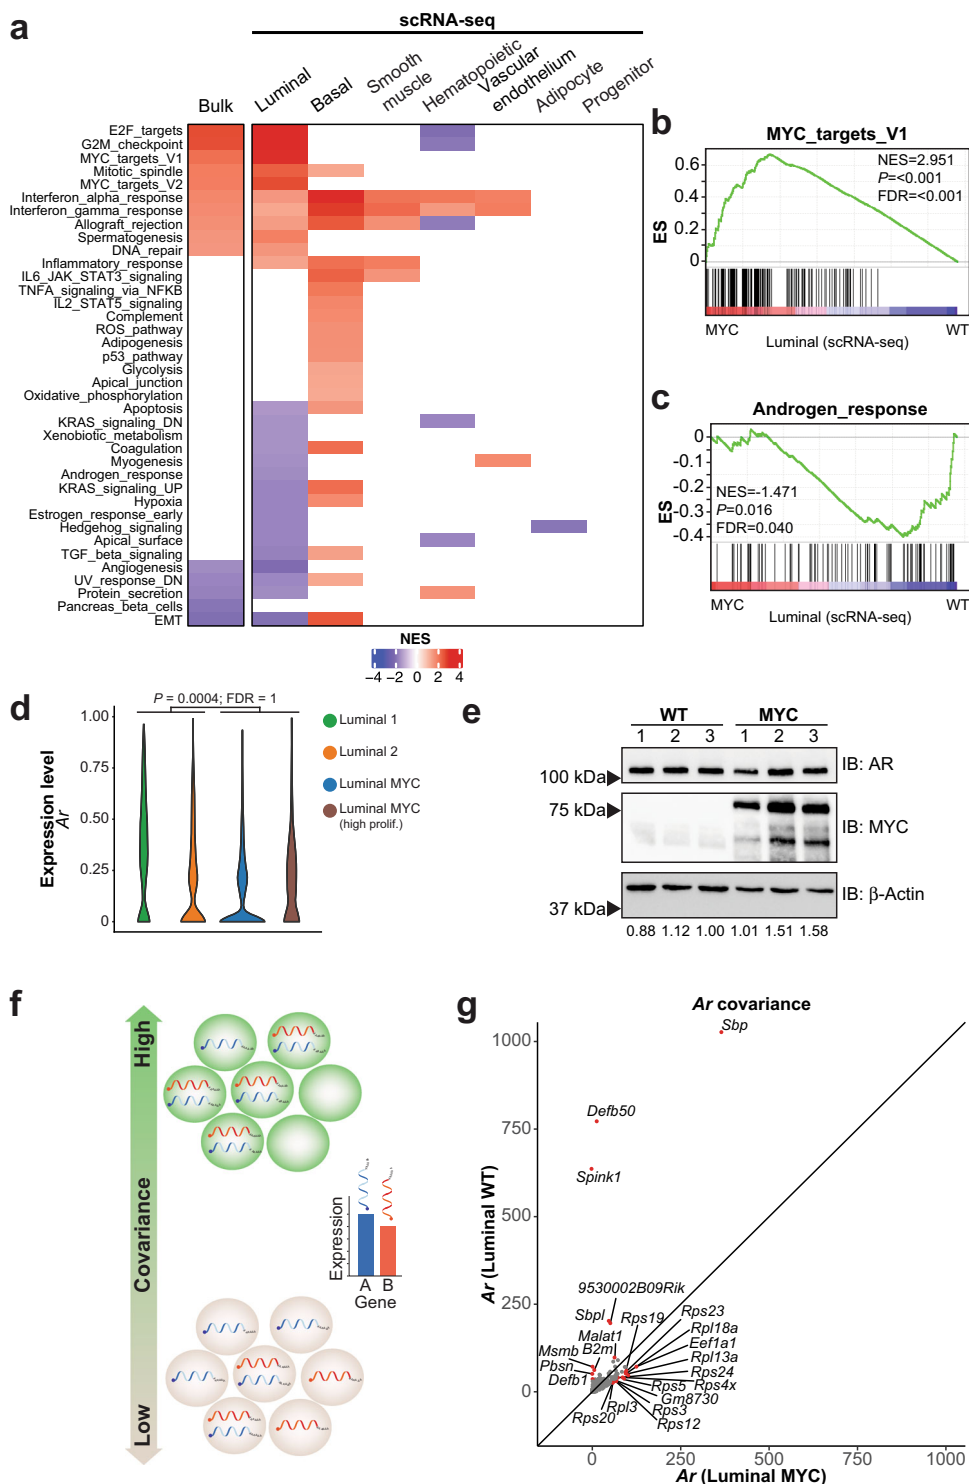 a
scRNA-seq
Bulk
Luminal
Basal
Smooth
muscle
Hematopoietic
Vascular
endothelium
Adipocyte
Progenitor
E2F_targets
G2M_checkpoint
MYC_targets_V1
Mitotic_spindle
MYC_targets_V2
Interferon_alpha_response
Interferon_gamma_response
Allograft_rejection
Spermatogenesis
DNA_repair
Inflammatory_response
IL6_JAK_STAT3_signaling
TNFA_signaling_via_NFKB
IL2_STAT5_signaling
Complement
ROS_pathway
Adipogenesis
p53_pathway
Glycolysis
Apical_junction
Oxidative_phosphorylation
Apoptosis
KRAS_signaling_DN
Xenobiotic_metabolism
Coagulation
Myogenesis
Androgen_response
KRAS_signaling_UP
Hypoxia
Estrogen_response_early
Hedgehog_signaling
Apical_surface
TGF_beta_signaling
Angiogenesis
UV_response_DN
Protein_secretion
Pancreas_beta_cells
EMT
NES
−4 −2 0 2 4
b
MYC_targets_V1
NES=2.951
P=<0.001
FDR=<0.001
ES
0.6
0.4
0.2
0
MYC WT
Luminal (scRNA-seq)
c
Androgen_response
ES
0
-0.1
-0.2
-0.3
-0.4
NES=-1.471
P=0.016
FDR=0.040
MYC WT
Luminal (scRNA-seq)
d
P = 0.0004; FDR = 1
Expression level
Ar
1.00
0.75
0.50
0.25
0
Luminal 1
Luminal 2
Luminal MYC
Luminal MYC
(high prolif.)
e
WT MYC
1 2 3 1 2 3
100 kDa
IB: AR
75 kDa
IB: MYC
37 kDa
IB: β-Actin
0.88 1.12 1.00 1.01 1.51 1.58
f
High
Covariance
Low
Expression
A B
Gene
g
Ar covariance
Ar (Luminal WT)
1000
750
500
250
0
Sbp
Defb50
Spink1
9530002B09Rik
Sbpl
Rps19
Rps23
Malat1
Rpl18a
Msmb
B2ml
Eef1a1
Pbsn
Rpl13a
Defb1
Rps24
Rps5
Rps4x
Gm8730
Rps20
Rpl3
Rps3
Rps12
0 250 500 750 1000
Ar (Luminal MYC)